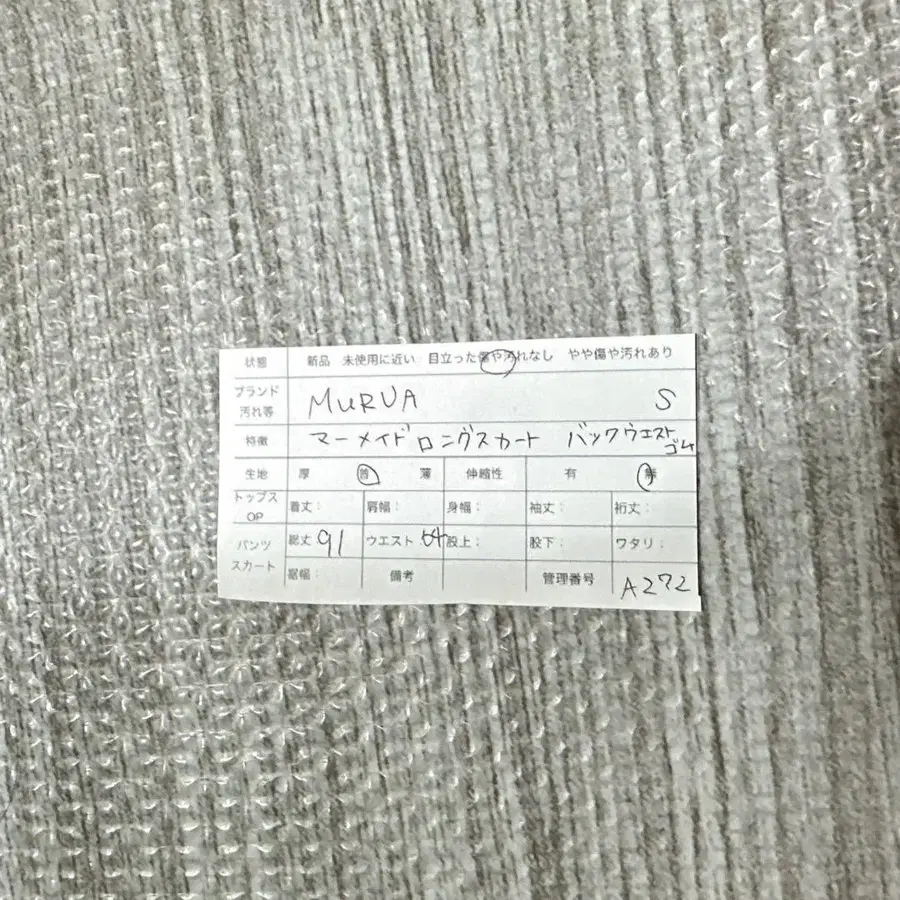 状態 新品 未使用に近い 目立った傷や汚れなし やや傷や汚れあり
ブランド
汚れ等 MURUA S
特徴 マーメイドロングスカート バックウエスト
ゴム
生地 厚 普 薄 伸縮性 有 無
トップス
OP 着丈: 肩幅: 身幅: 袖丈: 裄丈:
パンツ
スカート 総丈 91 ウエスト 64 股上: 股下: ワタリ:
裾幅: 備考 管理番号 A272